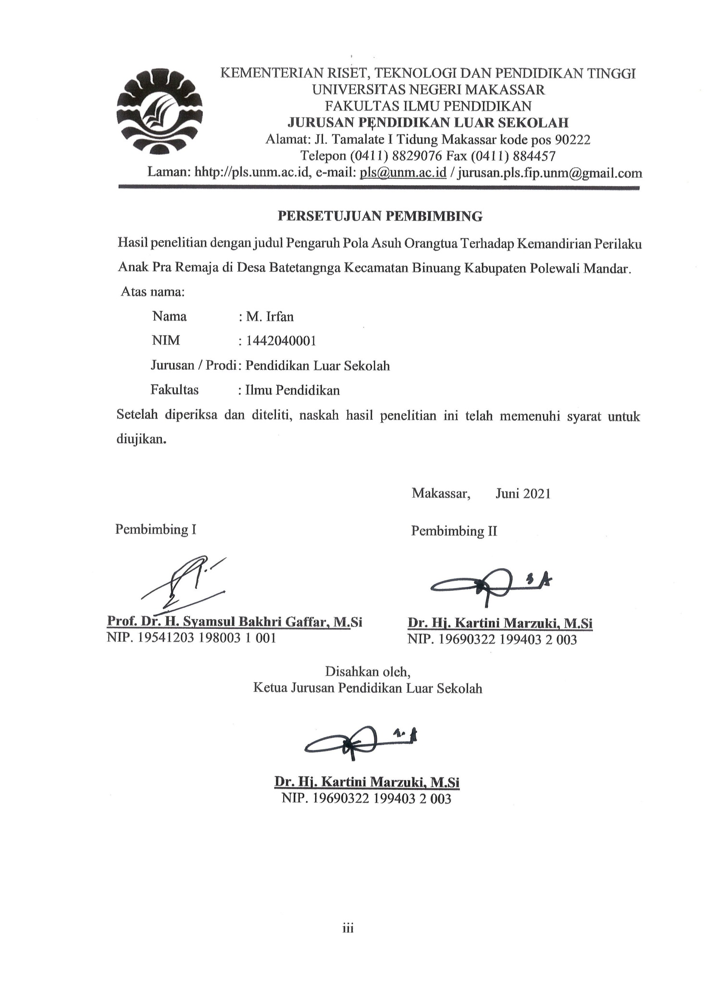 KEMENTERIAN RISET, TEKNOLOGI DAN PENDIDIKAN TINGGI
UNIVERSITAS NEGERI MAKASSAR
FAKULTAS ILMU PENDIDIKAN
JURUSAN PENDIDIKAN LUAR SEKOLAH
Alamat: Jl. Tamalate I Tidung Makassar kode pos 90222
Telepon (0411) 8829076 Fax (0411) 884457
Laman: hhtp://pls.unm.ac.id, e-mail: pls@unm.ac.id / jurusan.pls.fip.unm@gmail.com
PERSETUJUAN PEMBIMBING
Hasil penelitian dengan judul Pengaruh Pola Asuh Orangtua Terhadap Kemandirian Perilaku
Anak Pra Remaja di Desa Batetangnga Kecamatan Binuang Kabupaten Polewali Mandar.
Atas nama:
Nama : M. Irfan
NIM : 1442040001
Jurusan / Prodi : Pendidikan Luar Sekolah
Fakultas : Ilmu Pendidikan
Setelah diperiksa dan diteliti, naskah hasil penelitian ini telah memenuhi syarat untuk
diujikan.
Makassar, Juni 2021
Pembimbing I Pembimbing II
Prof. Dr. H. Syamsul Bakhri Gaffar, M.Si Dr. Hj. Kartini Marzuki, M.Si
NIP. 19541203 198003 1 001 NIP. 19690322 199403 2 003
Disahkan oleh,
Ketua Jurusan Pendidikan Luar Sekolah
Dr. Hj. Kartini Marzuki, M.Si
NIP. 19690322 199403 2 003
iii